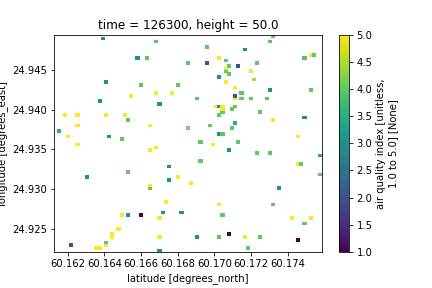 time = 126300, height = 50.0
24.945
24.940
24.935
24.930
24.925
longitude [degrees_east]
60.162 60.164 60.166 60.168 60.170 60.172 60.174
latitude [degrees_north]
5.0
4.5
4.0
3.5
3.0
2.5
2.0
1.5
1.0
air quality index [unitless,
1.0 to 5.0] [None]